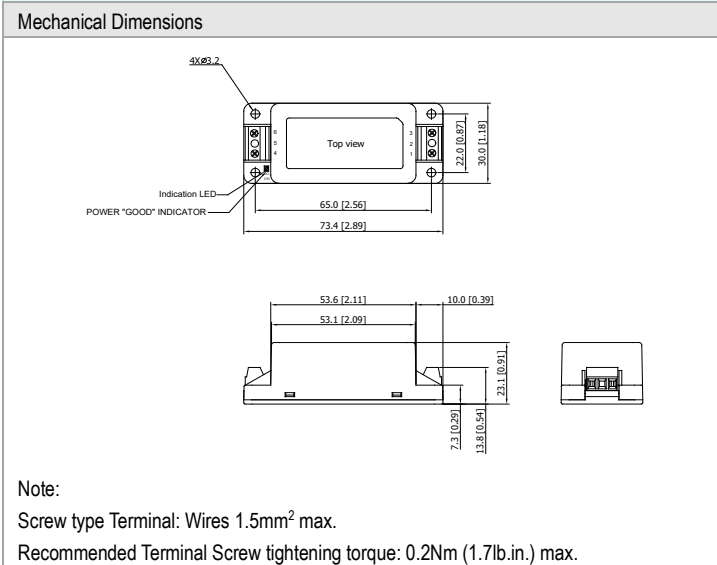 Mechanical Dimensions
4XØ3.2
6
5
4
Top view
3
2
1
22.0 [0.87]
30.0 [1.18]
Indication LED
POWER "GOOD" INDICATOR
65.0 [2.56]
73.4 [2.89]
53.6 [2.11]
10.0 [0.39]
53.1 [2.09]
23.1 [0.91]
7.3 [0.29]
13.8 [0.54]
Note:
Screw type Terminal: Wires 1.5mm² max.
Recommended Terminal Screw tightening torque: 0.2Nm (1.7lb.in.) max.